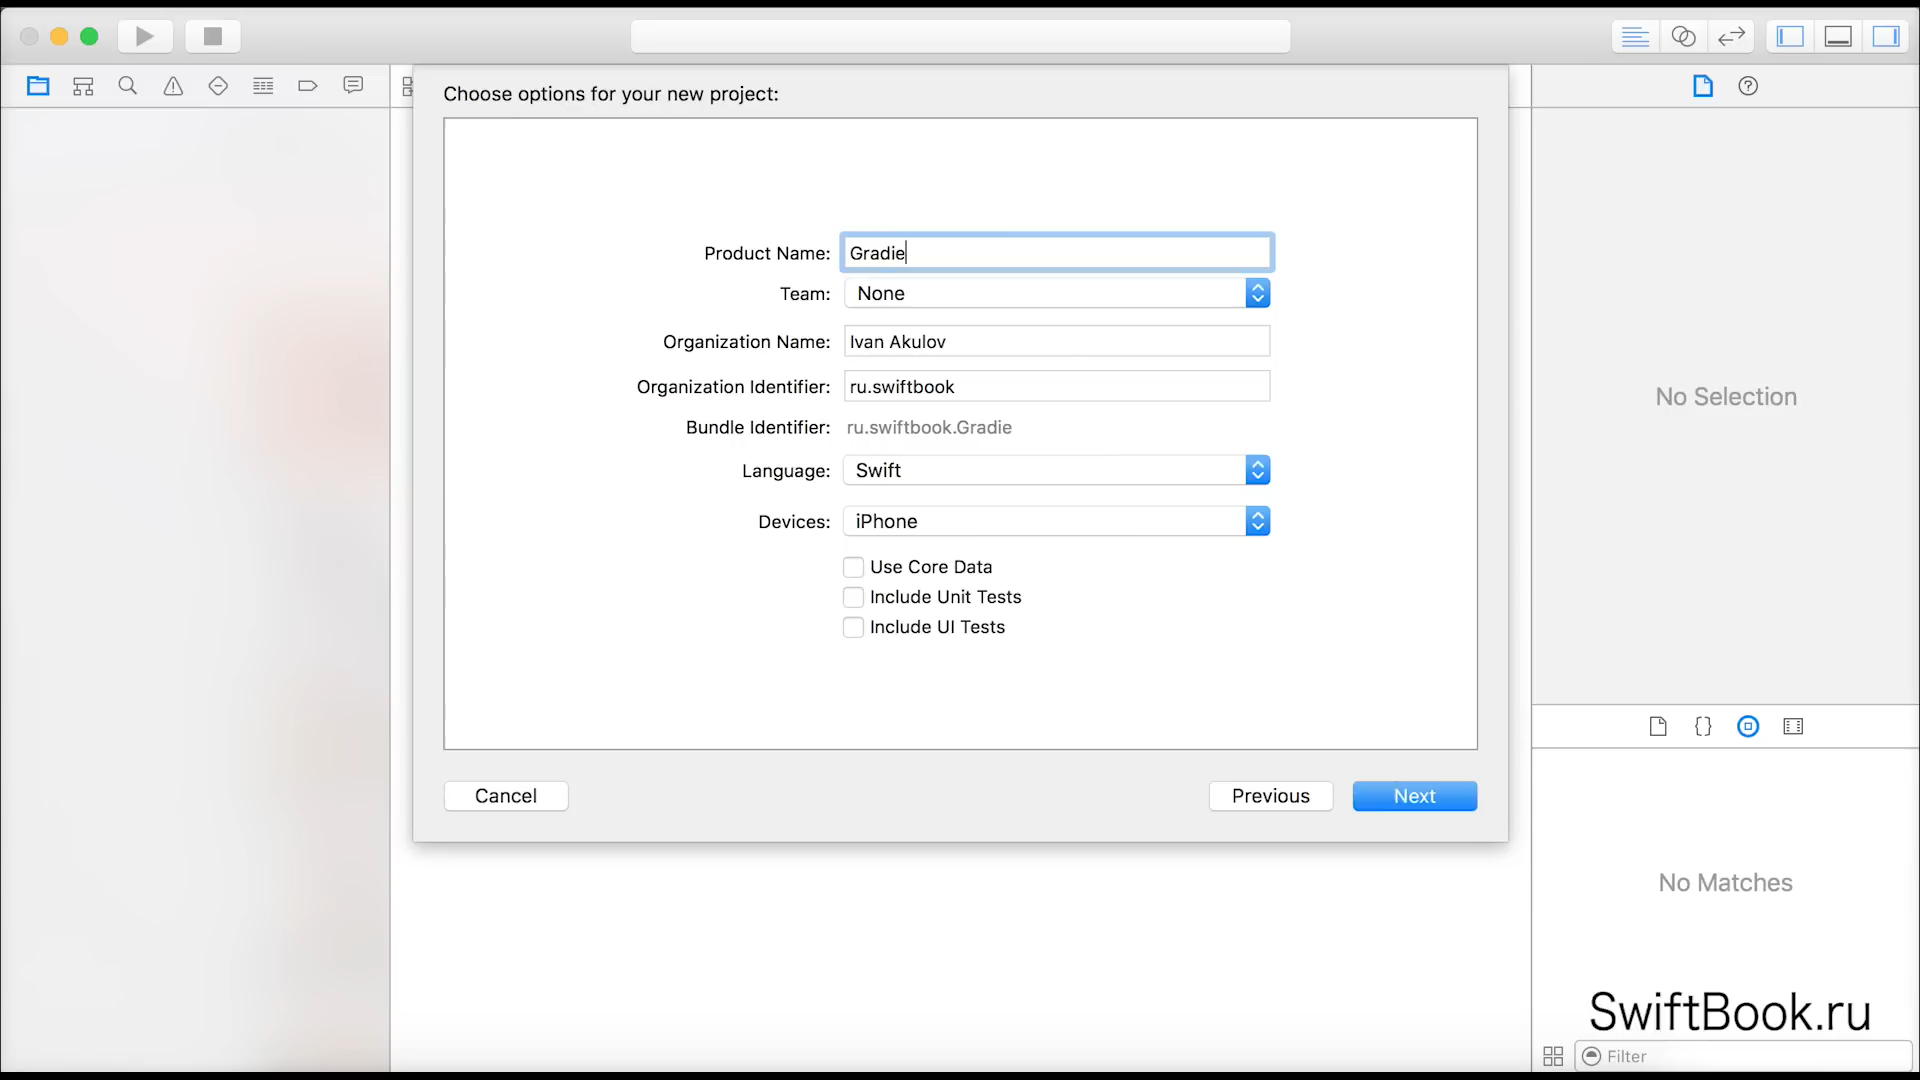 Choose options for your new project:
Product Name: Gradie
Team: None
Organization Name: Ivan Akulov
Organization Identifier: ru.swiftbook
Bundle Identifier: ru.swiftbook.Gradie
Language: Swift
Devices: iPhone
Use Core Data
Include Unit Tests
Include UI Tests
Cancel
Previous
Next
No Selection
No Matches
SwiftBook.ru
Filter